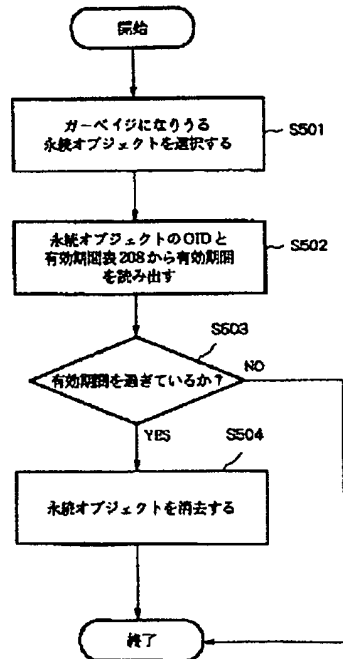 開始
ガーベイジになりうる
永続オブジェクトを選択する
S501
永続オブジェクトのOIDと
有効期間表208から有効期間
を読み出す
S502
S503
有効期間を過ぎているか?
NO
YES
S504
永続オブジェクトを消去する
終了